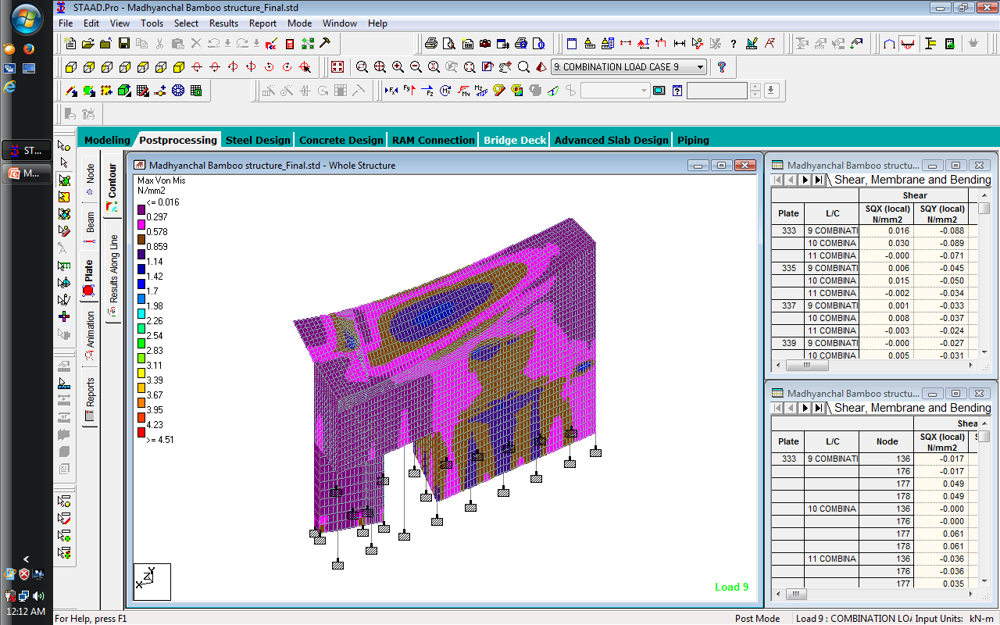 STAAD.Pro - Madhyanchal Bamboo structure_Final.std
File Edit View Tools Select Results Report Mode Window Help
9: COMBINATION LOAD CASE 9
Modeling Postprocessing Steel Design Concrete Design RAM Connection Bridge Deck Advanced Slab Design Piping
ST...
M...
Node
Beam
Plate
Animation
Reports
Contour
Results Along Line
Madhyanchal Bamboo structure_Final.std - Whole Structure
Max Von Mis
N/mm2
<= 0.016
0.297
0.578
0.859
1.14
1.42
1.7
1.98
2.26
2.54
2.83
3.11
3.39
3.67
3.95
4.23
>= 4.51
Y
X
Z
Load 9
Madhyanchal Bamboo structu...
Shear, Membrane and Bending
Shear
Plate L/C SQX (local) SQY (local)
N/mm2 N/mm2
333 9 COMBINATI 0.016 -0.088
10 COMBINA 0.030 -0.089
11 COMBINA -0.000 -0.071
335 9 COMBINATI 0.006 -0.045
10 COMBINA 0.015 -0.050
11 COMBINA -0.002 -0.034
337 9 COMBINATI 0.001 -0.033
10 COMBINA 0.008 -0.037
11 COMBINA -0.003 -0.024
339 9 COMBINATI -0.000 -0.027
10 COMBINA 0.005 -0.031
Madhyanchal Bamboo structu...
Shear, Membrane and Bending
Shea
Plate L/C Node SQX (local) S
N/mm2
333 9 COMBINATI 136 -0.017
176 -0.017
177 0.049
178 0.049
10 COMBINA 136 -0.000
176 -0.000
177 0.061
178 0.061
11 COMBINA 136 -0.036
176 -0.036
177 0.035
12:12 AM
For Help, press F1 Post Mode Load 9 : COMBINATION LOA Input Units: kN-m